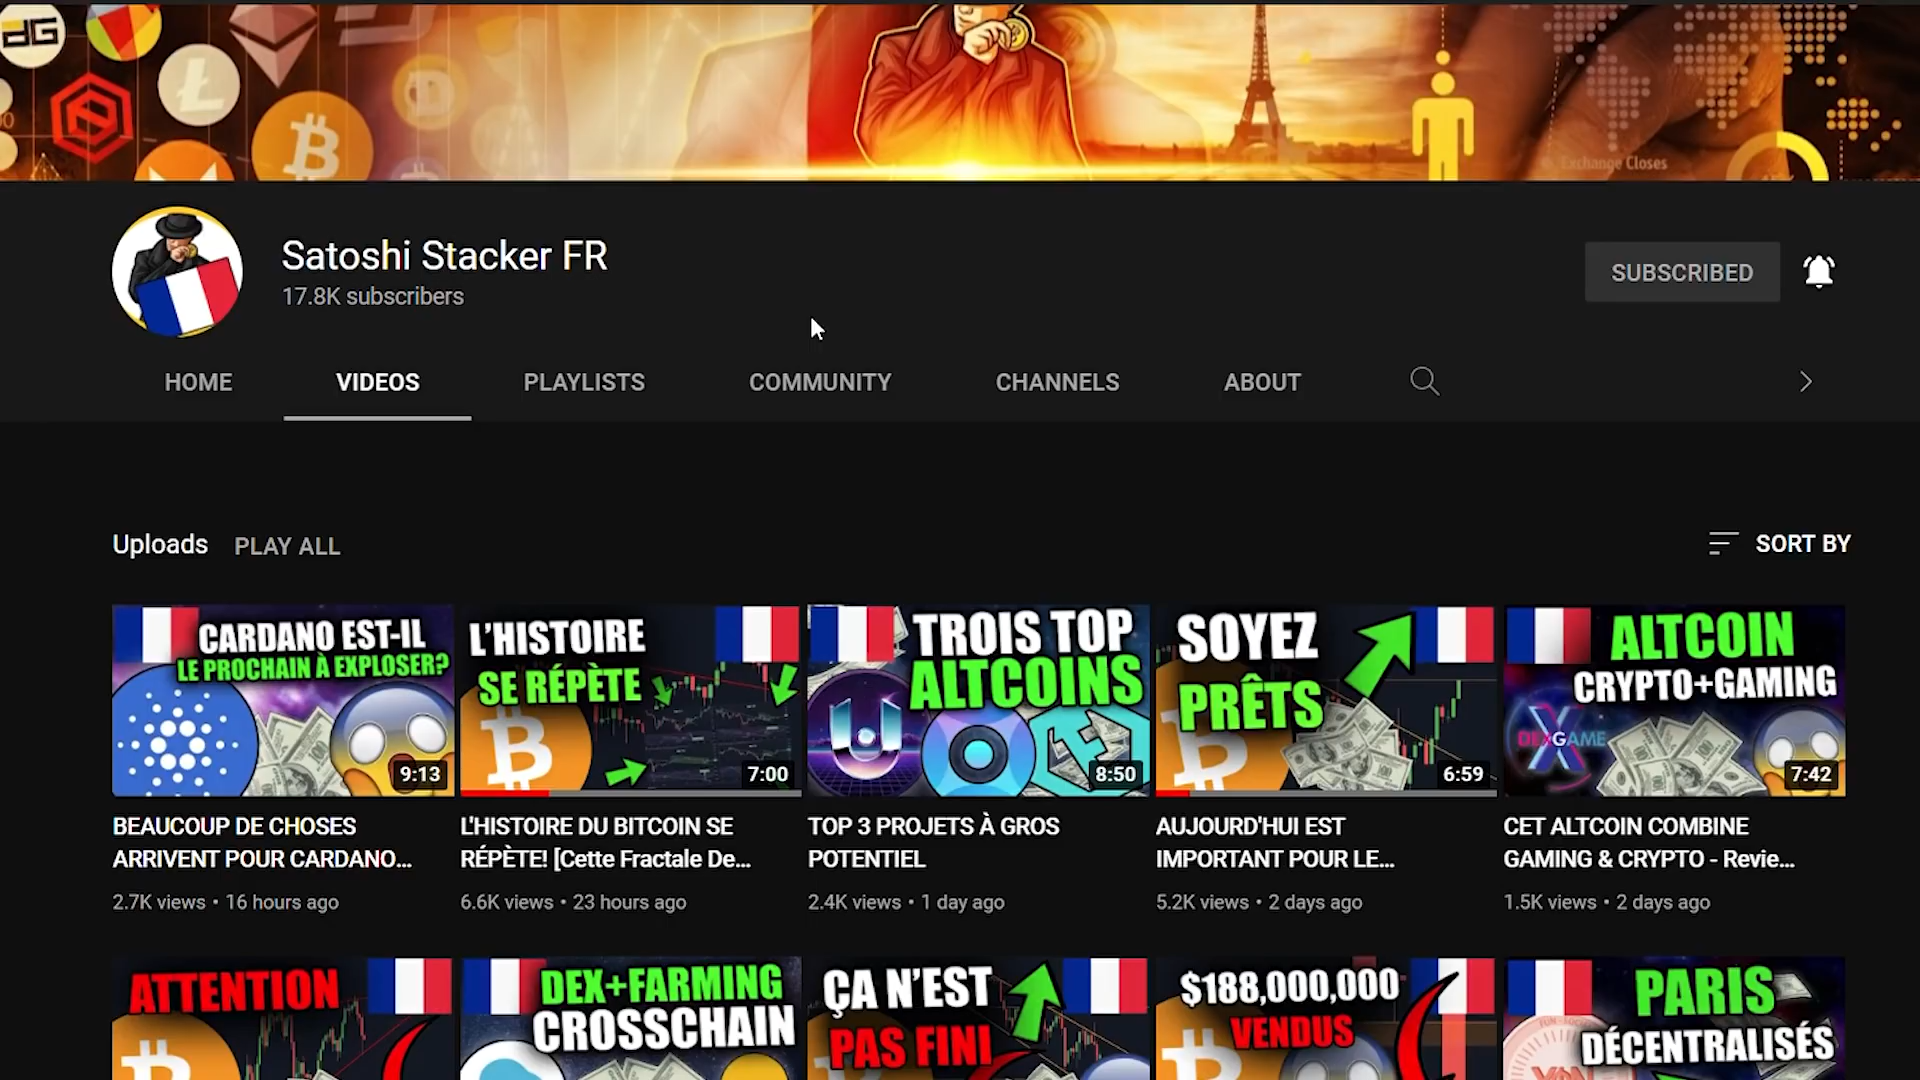 dG
Exchange Closes
Satoshi Stacker FR
17.8K subscribers
SUBSCRIBED
HOME
VIDEOS
PLAYLISTS
COMMUNITY
CHANNELS
ABOUT
Uploads
PLAY ALL
SORT BY
CARDANO EST-IL
LE PROCHAIN À EXPLOSER?
9:13
L'HISTOIRE
SE RÉPÈTE
7:00
TROIS TOP
ALTCOINS
8:50
SOYEZ
PRÊTS
6:59
ALTCOIN
CRYPTO+GAMING
DEXGAME
7:42
BEAUCOUP DE CHOSES
ARRIVENT POUR CARDANO...
2.7K views • 16 hours ago
L'HISTOIRE DU BITCOIN SE
RÉPÈTE! [Cette Fractale De...
6.6K views • 23 hours ago
TOP 3 PROJETS À GROS
POTENTIEL
2.4K views • 1 day ago
AUJOURD'HUI EST
IMPORTANT POUR LE...
5.2K views • 2 days ago
CET ALTCOIN COMBINE
GAMING & CRYPTO - Revie...
1.5K views • 2 days ago
ATTENTION
DEX+FARMING
CROSSCHAIN
ÇA N'EST
PAS FINI
$188,000,000
VENDUS
PARIS
DÉCENTRALISÉS